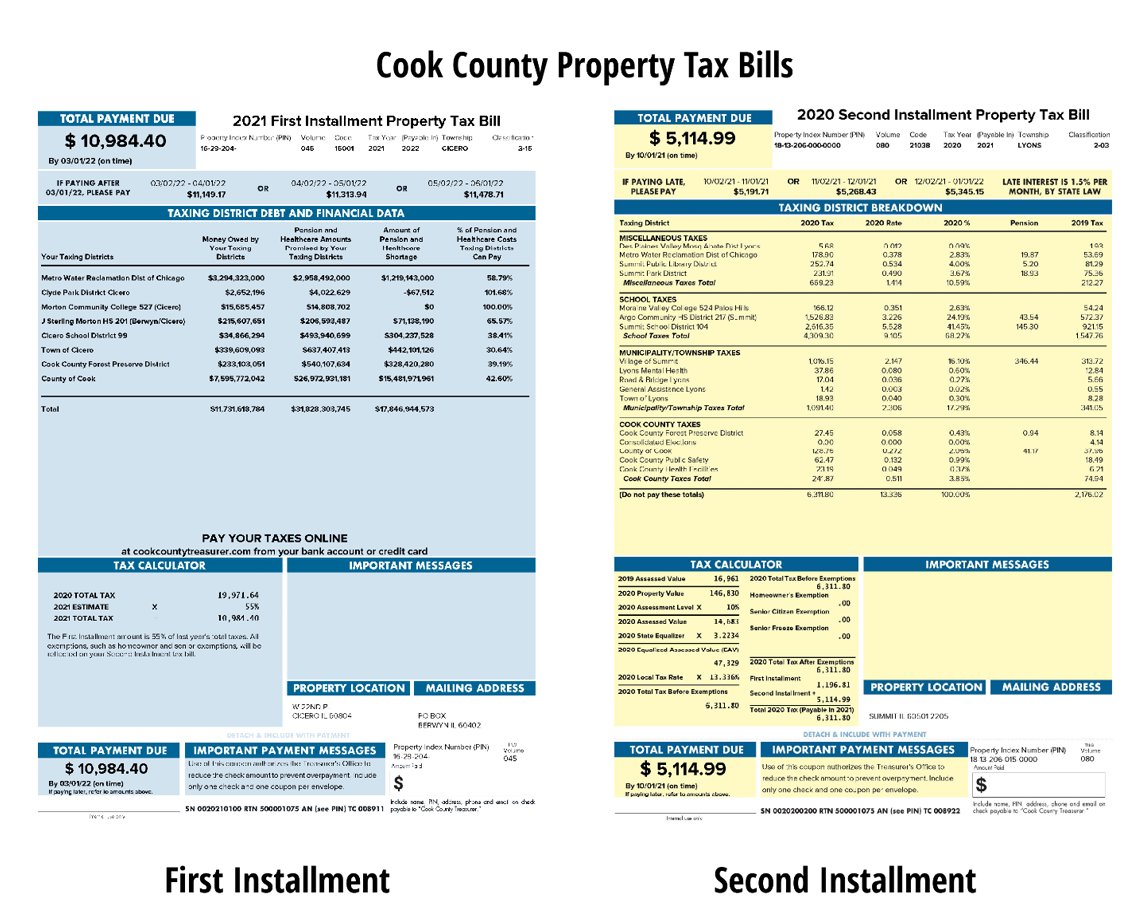 Cook County Property Tax Bills
TOTAL PAYMENT DUE
$ 10,984.40
By 03/01/22 (on time)
2021 First Installment Property Tax Bill
Property Index Number (PIN) Volume Code Tax Year (Payable In) Township Classification
16-29-204- 045 15001 2021 2022 CICERO 3-15
IF PAYING AFTER 03/02/22 - 04/01/22 OR 04/02/22 - 05/01/22 OR 05/02/22 - 06/01/22
03/01/22, PLEASE PAY $11,149.17 $11,313.94 $11,478.71
TAXING DISTRICT DEBT AND FINANCIAL DATA
Your Taxing Districts
Money Owed by
Your Taxing
Districts
Pension and
Healthcare Amounts
Promised by Your
Taxing Districts
Amount of
Pension and
Healthcare
Shortage
% of Pension and
Healthcare Costs
Taxing Districts
Can Pay
Metro Water Reclamation Dist of Chicago $3,294,323,000 $2,958,492,000 $1,219,143,000 58.79%
Clyde Park District Cicero $2,652,196 $4,022,629 -$67,512 101.68%
Morton Community College 527 (Cicero) $15,685,457 $14,808,702 $0 100.00%
J Sterling Morton HS 201 (Berwyn/Cicero) $215,607,651 $206,593,487 $71,138,190 65.57%
Cicero School District 99 $34,866,294 $493,940,699 $304,237,528 38.41%
Town of Cicero $339,609,093 $637,407,413 $442,101,126 30.64%
Cook County Forest Preserve District $233,103,051 $540,107,634 $328,420,280 39.19%
County of Cook $7,595,772,042 $26,972,931,181 $15,481,971,961 42.60%
Total $11,731,618,784 $31,828,303,745 $17,846,944,573
PAY YOUR TAXES ONLINE
at cookcountytreasurer.com from your bank account or credit card
TAX CALCULATOR
IMPORTANT MESSAGES
2020 TOTAL TAX 19,971.64
2021 ESTIMATE X 55%
2021 TOTAL TAX 10,984.40
The First Installment amount is 55% of last year's total taxes. All
exemptions, such as homeowner and senior exemptions, will be
reflected on your Second Installment tax bill.
PROPERTY LOCATION
MAILING ADDRESS
W 22ND P
CICERO IL 60804
PO BOX
BERWYN IL 60402
DETACH & INCLUDE WITH PAYMENT
TOTAL PAYMENT DUE
$ 10,984.40
By 03/01/22 (on time)
If paying later, refer to amounts above.
IMPORTANT PAYMENT MESSAGES
Use of this coupon authorizes the Treasurer's Office to
reduce the check amount to prevent overpayment. Include
only one check and one coupon per envelope.
Property Index Number (PIN) Volume
16-29-204- 045
Amount Paid
$
SN 0020210100 RTN 500001075 AN (see PIN) TC 008911
Include name, PIN, address, phone and email on check
payable to "Cook County Treasurer."
Internal use only
First Installment
TOTAL PAYMENT DUE
$ 5,114.99
By 10/01/21 (on time)
2020 Second Installment Property Tax Bill
Property Index Number (PIN) Volume Code Tax Year (Payable In) Township Classification
18-13-206-000-0000 080 21038 2020 2021 LYONS 2-03
IF PAYING LATE, 10/02/21 - 11/01/21 OR 11/02/21 - 12/01/21 OR 12/02/21 - 01/01/22 LATE INTEREST IS 1.5% PER
PLEASE PAY $5,191.71 $5,268.43 $5,345.15 MONTH, BY STATE LAW
TAXING DISTRICT BREAKDOWN
Taxing District 2020 Tax 2020 Rate 2020 % Pension 2019 Tax
MISCELLANEOUS TAXES
Des Plaines Valley Mosq Abate Dist Lyons 5.68 0.012 0.09% 1.93
Metro Water Reclamation Dist of Chicago 178.90 0.378 2.83% 19.87 53.69
Summit Public Library District 252.74 0.534 4.00% 5.20 81.29
Summit Park District 231.91 0.490 3.67% 18.93 75.36
Miscellaneous Taxes Total 669.23 1.414 10.59% 212.27
SCHOOL TAXES
Moraine Valley College 524 Palos Hills 166.12 0.351 2.63% 54.24
Argo Community HS District 217 (Summit) 1,526.83 3.226 24.19% 43.54 572.37
Summit School District 104 2,616.35 5.528 41.45% 145.30 921.15
School Taxes Total 4,309.30 9.105 68.27% 1,547.76
MUNICIPALITY/TOWNSHIP TAXES
Village of Summit 1,016.15 2.147 16.10% 346.44 313.72
Lyons Mental Health 37.86 0.080 0.60% 12.84
Road & Bridge Lyons 17.04 0.036 0.27% 5.66
General Assistance Lyons 1.42 0.003 0.02% 0.55
Town of Lyons 18.93 0.040 0.30% 8.28
Municipality/Township Taxes Total 1,091.40 2.306 17.29% 341.05
COOK COUNTY TAXES
Cook County Forest Preserve District 27.45 0.058 0.43% 0.94 8.14
Consolidated Elections 0.00 0.000 0.00% 4.14
County of Cook 128.76 0.272 2.06% 41.17 37.96
Cook County Public Safety 62.47 0.132 0.99% 18.49
Cook County Health Facilities 23.19 0.049 0.37% 6.21
Cook County Taxes Total 241.87 0.511 3.85% 74.94
(Do not pay these totals) 6,311.80 13.336 100.00% 2,176.02
TAX CALCULATOR
IMPORTANT MESSAGES
2019 Assessed Value 16,961
2020 Property Value 146,830
2020 Assessment Level X 10%
2020 Assessed Value 14,683
2020 State Equalizer X 3.2234
2020 Equalized Assessed Value (EAV)
47,329
2020 Local Tax Rate X 13.336%
2020 Total Tax Before Exemptions
6,311.80
2020 Total Tax Before Exemptions
6,311.80
Homeowner's Exemption
.00
Senior Citizen Exemption
.00
Senior Freeze Exemption
.00
2020 Total Tax After Exemptions
6,311.80
First Installment
1,196.81
Second Installment +
5,114.99
Total 2020 Tax (Payable in 2021)
6,311.80
PROPERTY LOCATION
MAILING ADDRESS
SUMMIT IL 60501 2205
DETACH & INCLUDE WITH PAYMENT
TOTAL PAYMENT DUE
$ 5,114.99
By 10/01/21 (on time)
If paying later, refer to amounts above.
IMPORTANT PAYMENT MESSAGES
Use of this coupon authorizes the Treasurer's Office to
reduce the check amount to prevent overpayment. Include
only one check and one coupon per envelope.
Property Index Number (PIN) Volume
18-13-206-015-0000 080
Amount Paid
$
SN 0020200200 RTN 500001075 AN (see PIN) TC 008922
Include name, PIN, address, phone and email on
check payable to "Cook County Treasurer."
Internal use only
Second Installment